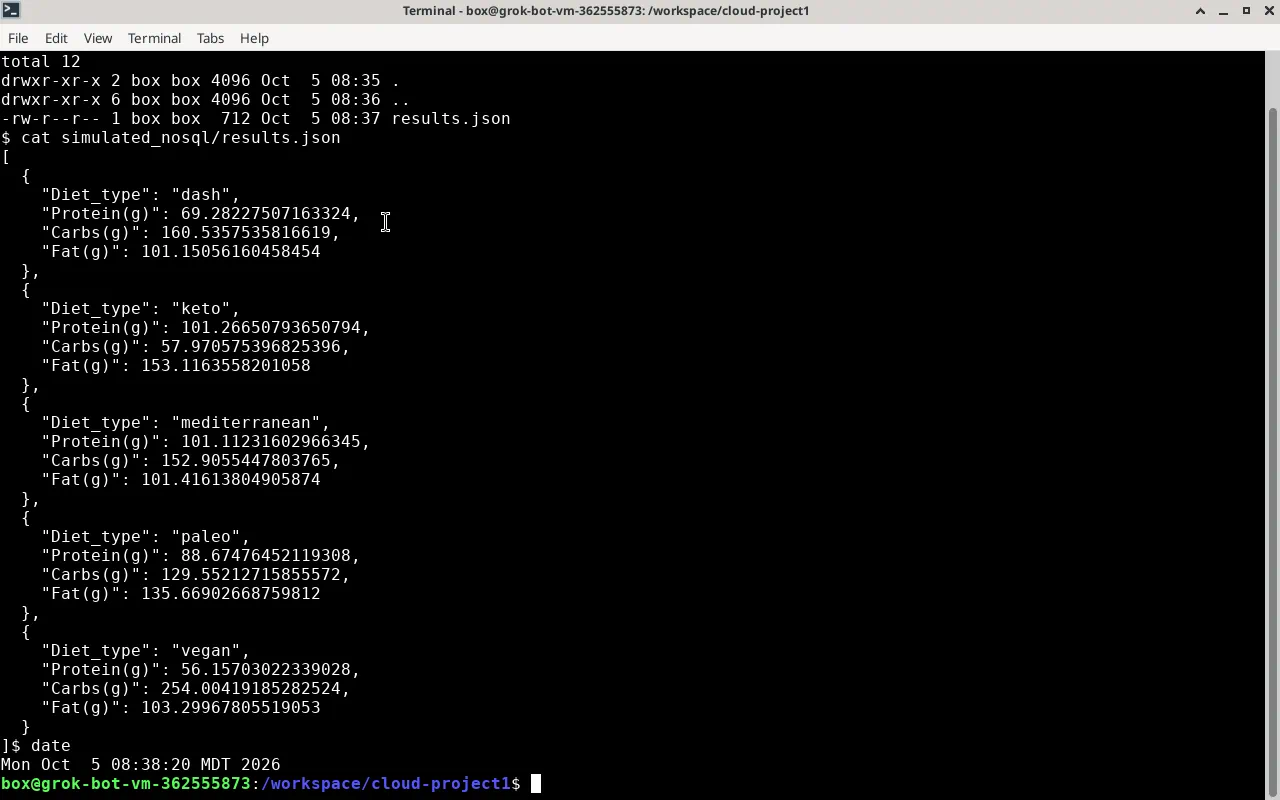 Terminal - box@grok-bot-vm-362555873: /workspace/cloud-project1
File Edit View Terminal Tabs Help
total 12
drwxr-xr-x 2 box box 4096 Oct  5 08:35 .
drwxr-xr-x 6 box box 4096 Oct  5 08:36 ..
-rw-r--r-- 1 box box  712 Oct  5 08:37 results.json
$ cat simulated_nosql/results.json
[
  {
    "Diet_type": "dash",
    "Protein(g)": 69.28227507163324,
    "Carbs(g)": 160.5357535816619,
    "Fat(g)": 101.15056160458454
  },
  {
    "Diet_type": "keto",
    "Protein(g)": 101.26650793650794,
    "Carbs(g)": 57.970575396825396,
    "Fat(g)": 153.1163558201058
  },
  {
    "Diet_type": "mediterranean",
    "Protein(g)": 101.11231602966345,
    "Carbs(g)": 152.9055447803765,
    "Fat(g)": 101.41613804905874
  },
  {
    "Diet_type": "paleo",
    "Protein(g)": 88.67476452119308,
    "Carbs(g)": 129.55212715855572,
    "Fat(g)": 135.66902668759812
  },
  {
    "Diet_type": "vegan",
    "Protein(g)": 56.15703022339028,
    "Carbs(g)": 254.00419185282524,
    "Fat(g)": 103.29967805519053
  }
]$ date
Mon Oct  5 08:38:20 MDT 2026
box@grok-bot-vm-362555873:/workspace/cloud-project1$